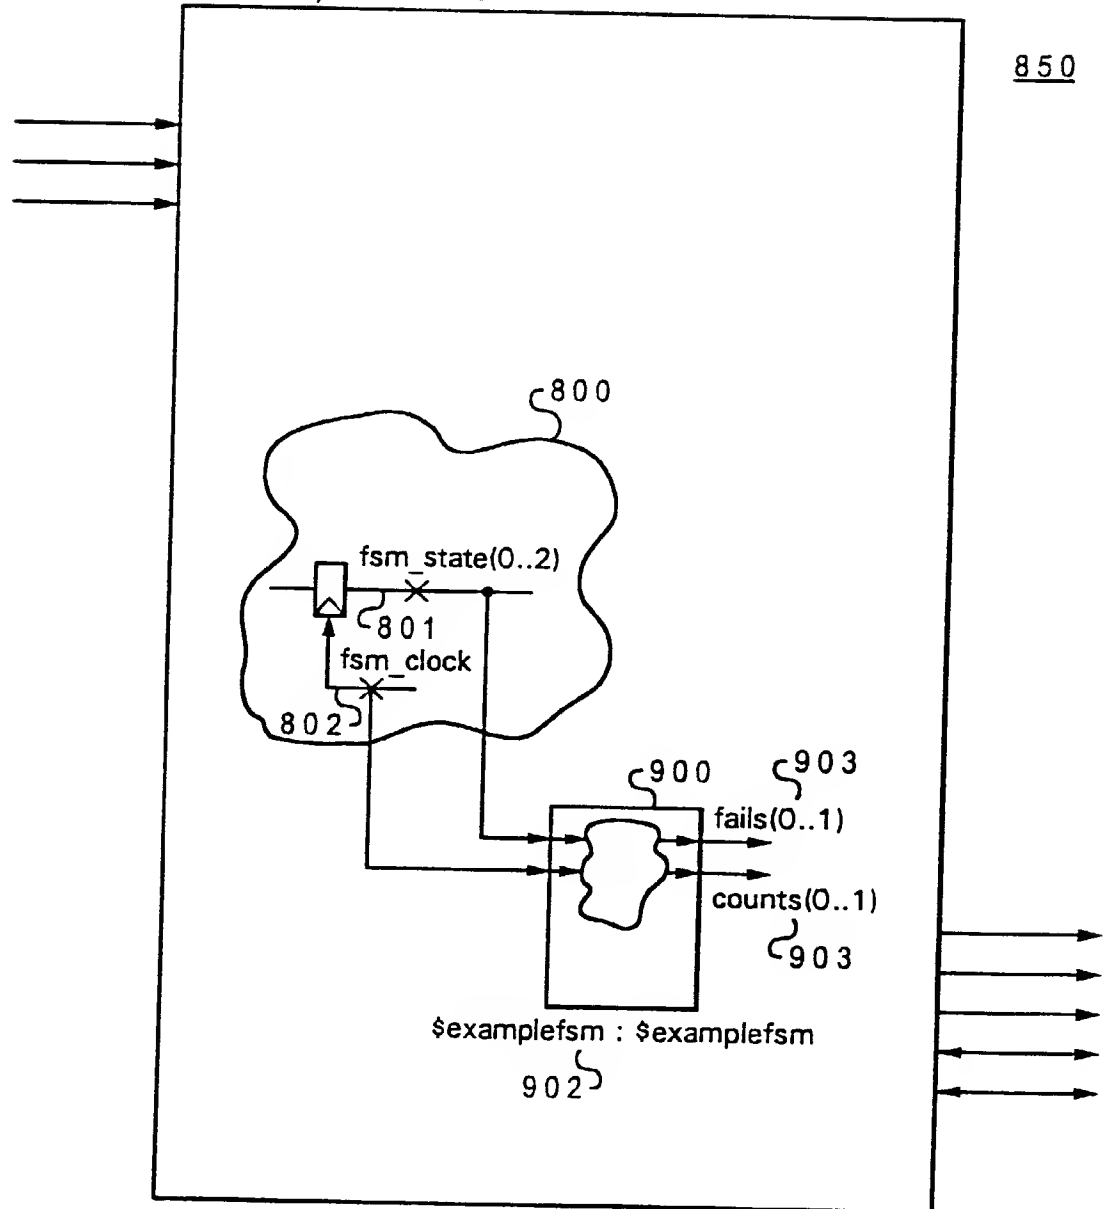 850
800
fsm_state(0..2)
801
fsm_clock
802
900
903
fails(0..1)
counts(0..1)
903
$examplefsm : $examplefsm
902